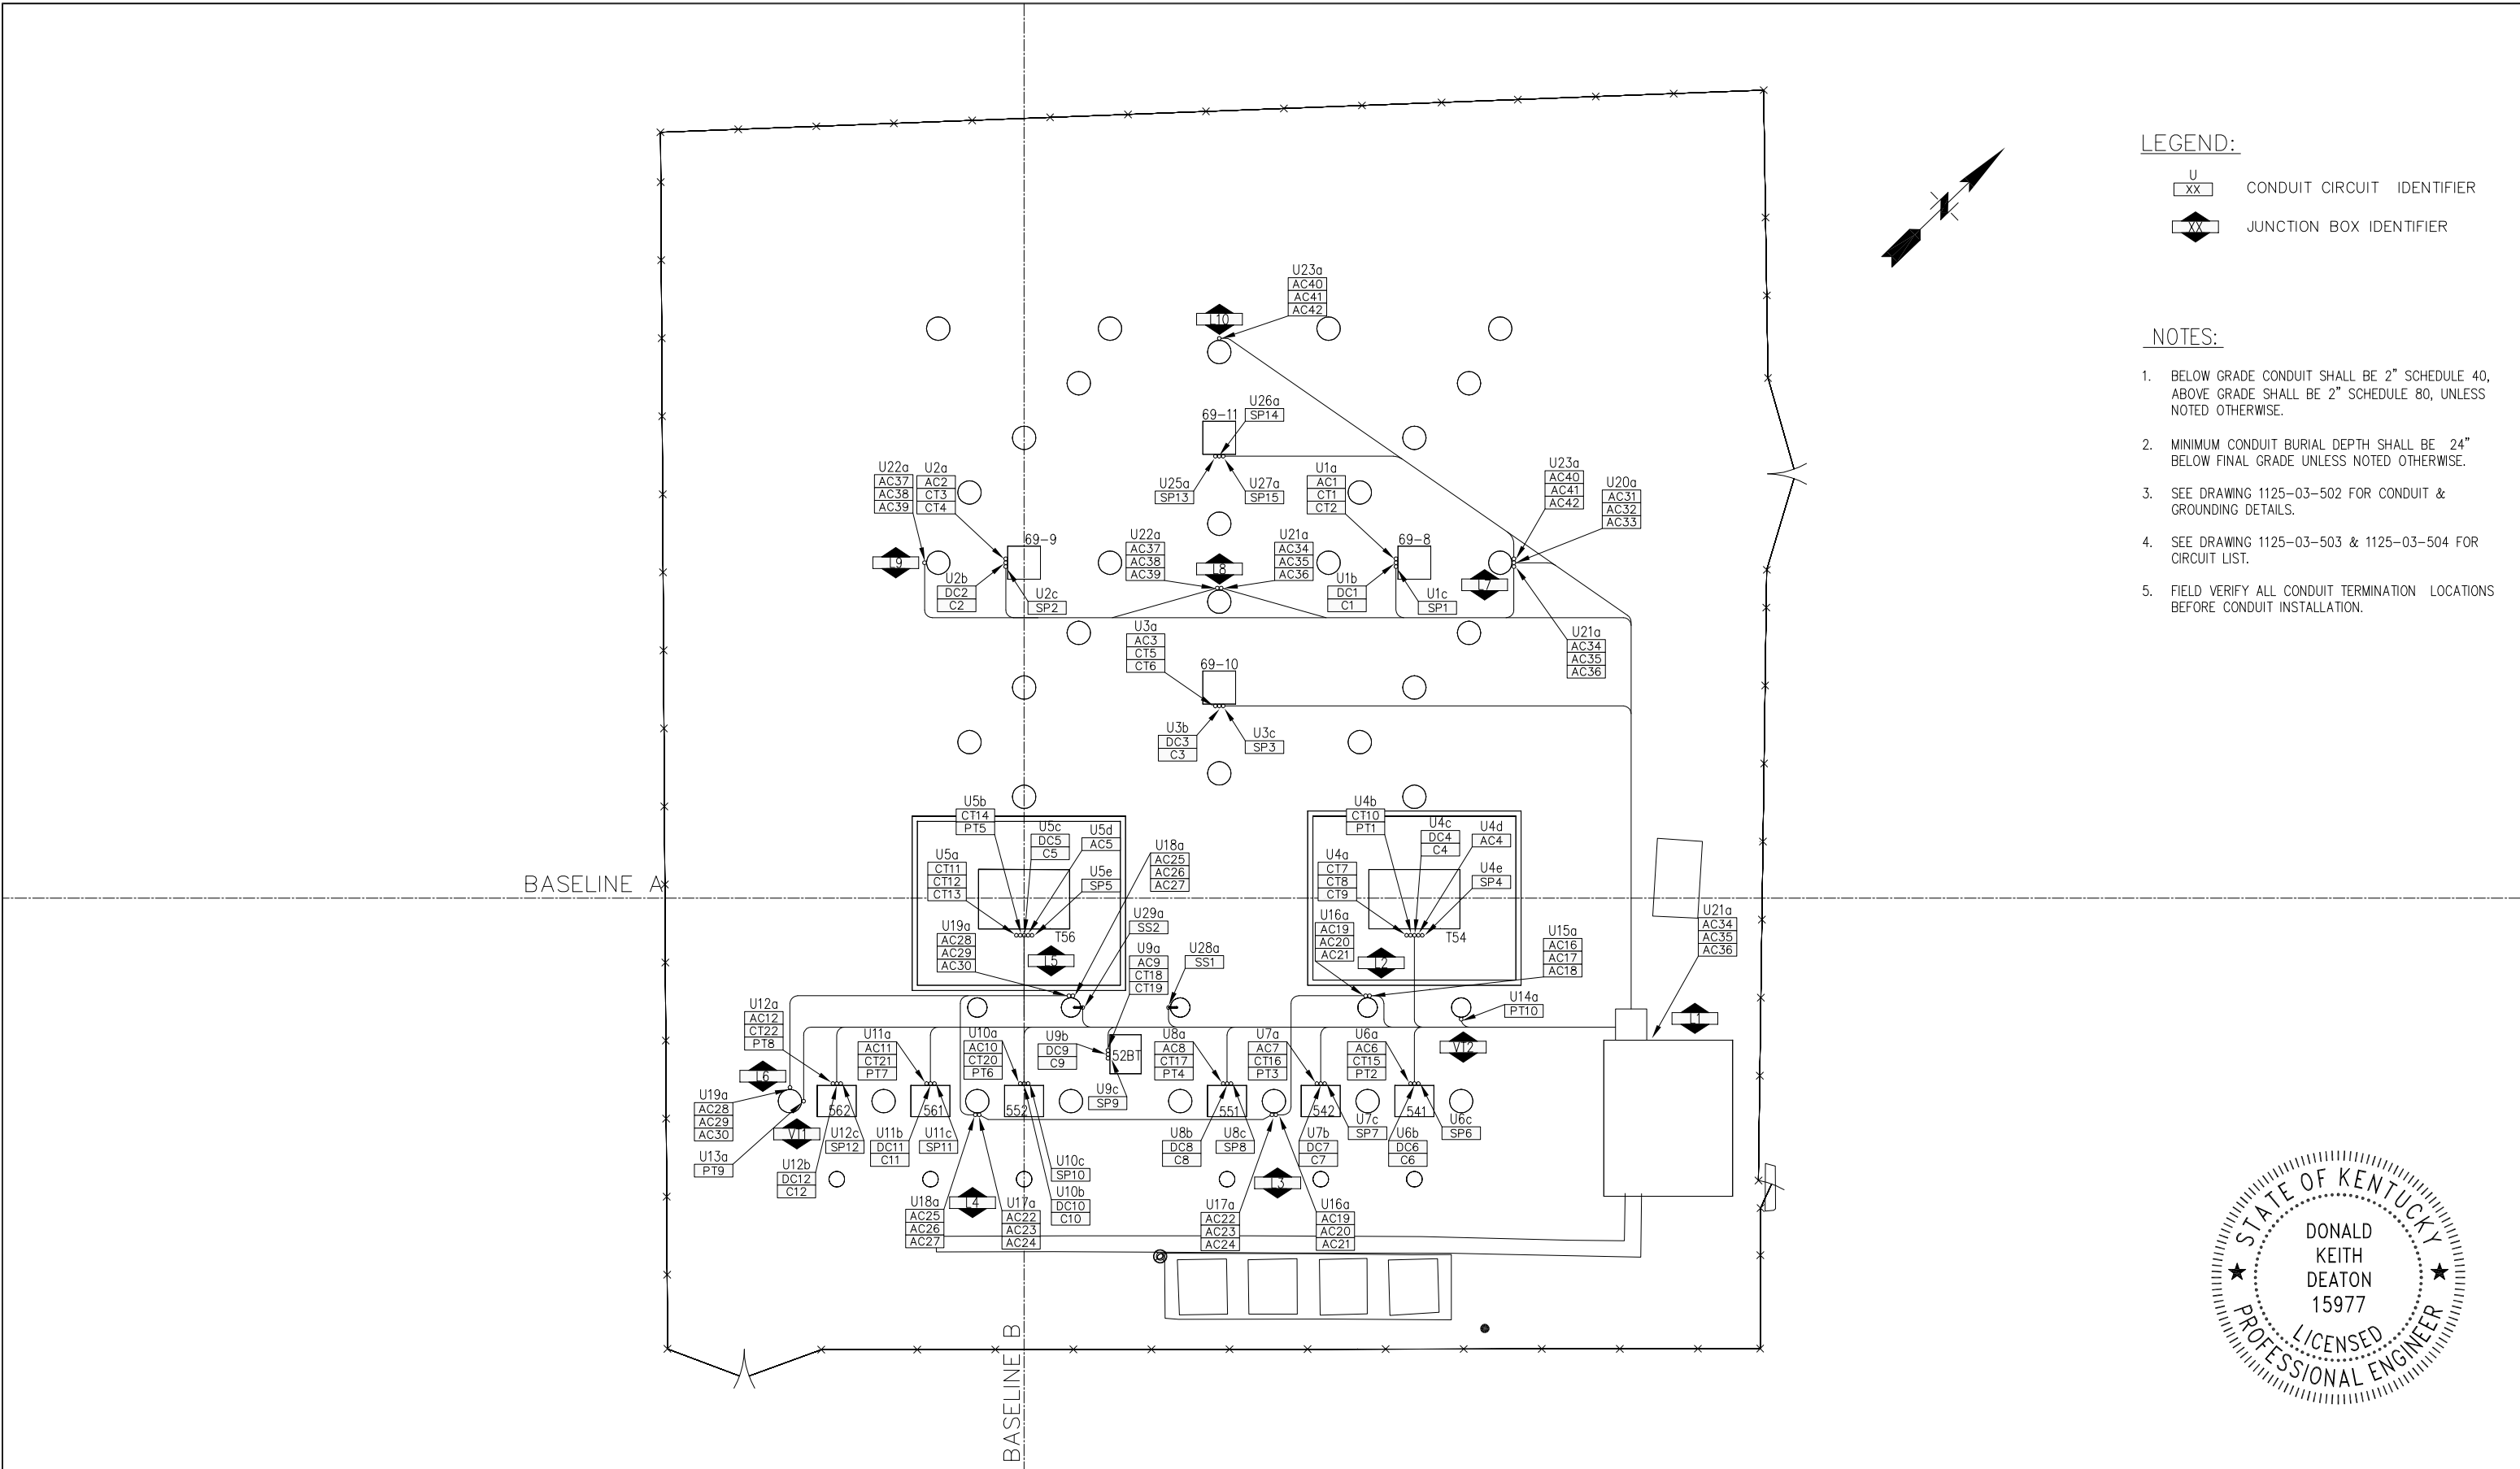 LEGEND:
U
XX
CONDUIT CIRCUIT IDENTIFIER
XX
JUNCTION BOX IDENTIFIER
NOTES:
1. BELOW GRADE CONDUIT SHALL BE 2" SCHEDULE 40,
ABOVE GRADE SHALL BE 2" SCHEDULE 80, UNLESS
NOTED OTHERWISE.
2. MINIMUM CONDUIT BURIAL DEPTH SHALL BE 24"
BELOW FINAL GRADE UNLESS NOTED OTHERWISE.
3. SEE DRAWING 1125-03-502 FOR CONDUIT &
GROUNDING DETAILS.
4. SEE DRAWING 1125-03-503 & 1125-03-504 FOR
CIRCUIT LIST.
5. FIELD VERIFY ALL CONDUIT TERMINATION LOCATIONS
BEFORE CONDUIT INSTALLATION.
N
U23a
AC40
AC41
AC42
L10
69-11
U26a
SP14
U25a
SP13
U27a
SP15
U22a
AC37
AC38
AC39
U2a
AC2
CT3
CT4
L9
69-9
U2b
DC2
C2
U2c
SP2
U22a
AC37
AC38
AC39
L8
U21a
AC34
AC35
AC36
U1a
AC1
CT1
CT2
69-8
U1b
DC1
C1
U1c
SP1
L7
U23a
AC40
AC41
AC42
U20a
AC31
AC32
AC33
U21a
AC34
AC35
AC36
U3a
AC3
CT5
CT6
69-10
U3b
DC3
C3
U3c
SP3
U5b
CT14
PT5
U5c
DC5
C5
U5d
AC5
U5a
CT11
CT12
CT13
U5e
SP5
U18a
AC25
AC26
AC27
U19a
AC28
AC29
AC30
T56
L5
U29a
SS2
U9a
AC9
CT18
CT19
U28a
SS1
U4b
CT10
PT1
U4c
DC4
C4
U4d
AC4
U4a
CT7
CT8
CT9
U4e
SP4
U16a
AC19
AC20
AC21
T54
L2
U15a
AC16
AC17
AC18
U14a
PT10
VT2
U21a
AC34
AC35
AC36
L1
BASELINE A
BASELINE B
U12a
AC12
CT22
PT8
U11a
AC11
CT21
PT7
U10a
AC10
CT20
PT6
U9b
DC9
C9
52BT
U9c
SP9
U8a
AC8
CT17
PT4
U7a
AC7
CT16
PT3
U6a
AC6
CT15
PT2
L6
U19a
AC28
AC29
AC30
VT1
U13a
PT9
562
561
552
551
542
541
U12c
SP12
U12b
DC12
C12
U11b
DC11
C11
U11c
SP11
U10c
SP10
U10b
DC10
C10
U8b
DC8
C8
U8c
SP8
U7b
DC7
C7
U7c
SP7
U6b
DC6
C6
U6c
SP6
U18a
AC25
AC26
AC27
L4
U17a
AC22
AC23
AC24
U17a
AC22
AC23
AC24
L3
U16a
AC19
AC20
AC21
STATE OF KENTUCKY
DONALD
KEITH
DEATON
15977
LICENSED
PROFESSIONAL ENGINEER